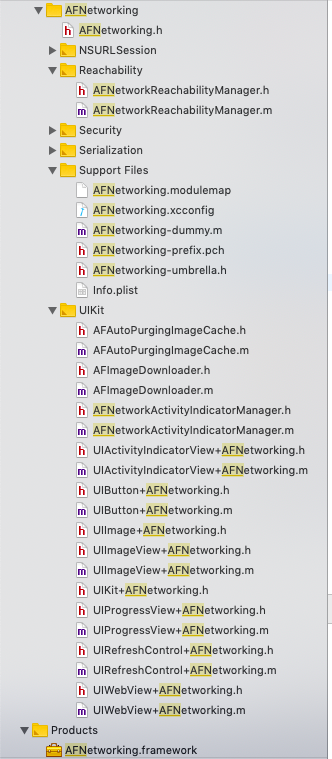 AFNetworking
AFNetworking.h
NSURLSession
Reachability
AFNetworkReachabilityManager.h
AFNetworkReachabilityManager.m
Security
Serialization
Support Files
AFNetworking.modulemap
AFNetworking.xcconfig
AFNetworking-dummy.m
AFNetworking-prefix.pch
AFNetworking-umbrella.h
Info.plist
UIKit
AFAutoPurgingImageCache.h
AFAutoPurgingImageCache.m
AFImageDownloader.h
AFImageDownloader.m
AFNetworkActivityIndicatorManager.h
AFNetworkActivityIndicatorManager.m
UIActivityIndicatorView+AFNetworking.h
UIActivityIndicatorView+AFNetworking.m
UIButton+AFNetworking.h
UIButton+AFNetworking.m
UIImage+AFNetworking.h
UIImageView+AFNetworking.h
UIImageView+AFNetworking.m
UIKit+AFNetworking.h
UIProgressView+AFNetworking.h
UIProgressView+AFNetworking.m
UIRefreshControl+AFNetworking.h
UIRefreshControl+AFNetworking.m
UIWebView+AFNetworking.h
UIWebView+AFNetworking.m
Products
AFNetworking.framework